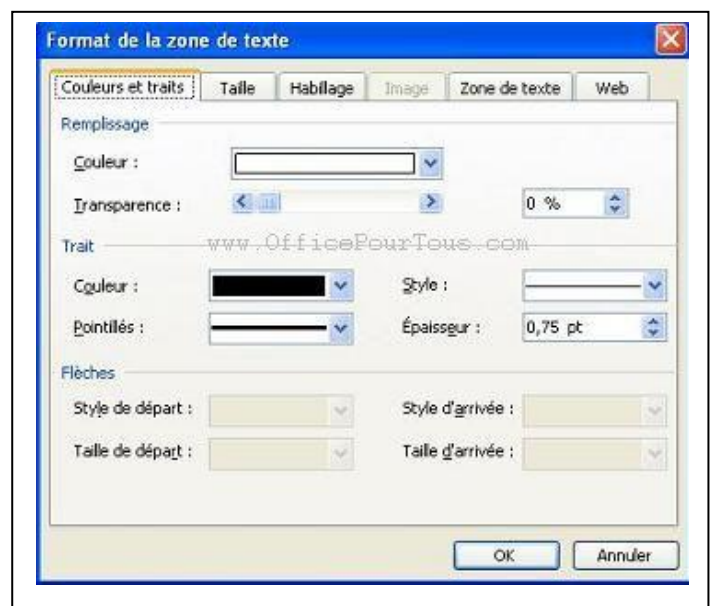 Format de la zone de texte
Couleurs et traits Taille Habillage Image Zone de texte Web
Remplissage
Couleur :
Transparence : 0 %
www.OfficePourTous.com
Trait
Couleur : Style :
Pointillés : Épaisseur : 0,75 pt
Flèches
Style de départ : Style d'arrivée :
Taille de départ : Taille d'arrivée :
OK Annuler